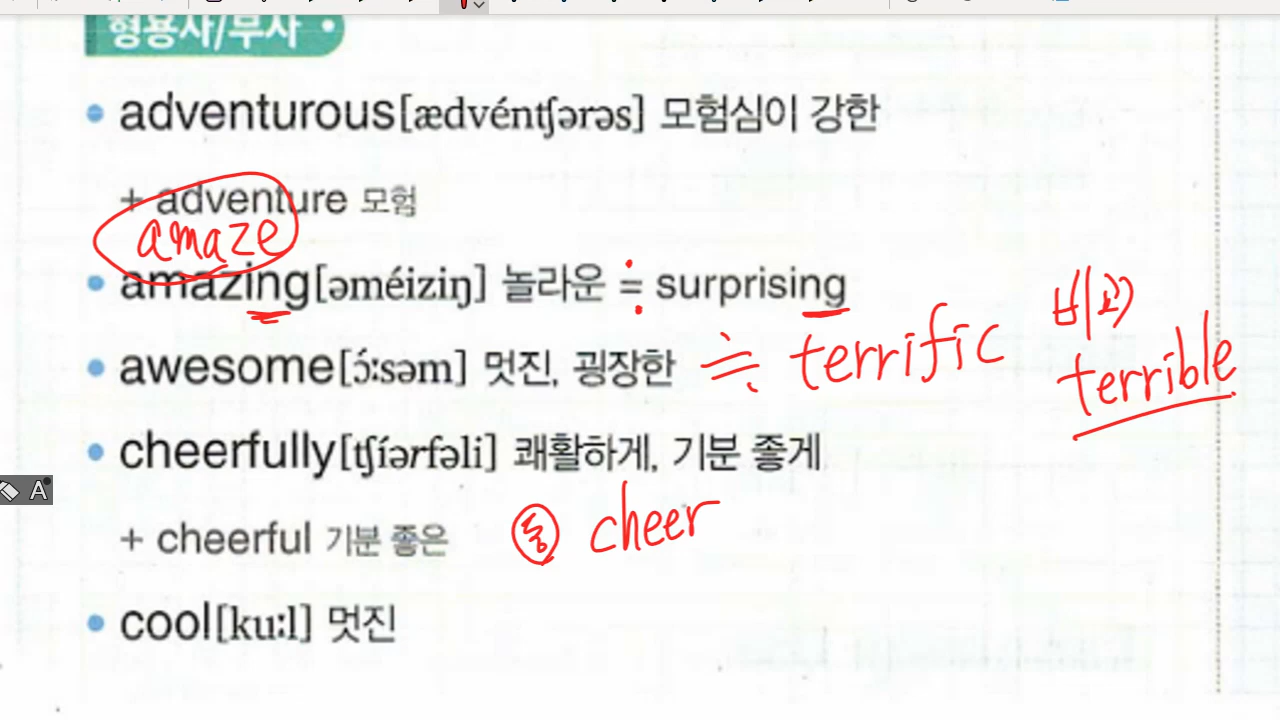 형용사/부사 •
• adventurous[ædvéntʃərəs] 모험심이 강한
+ adventure 모험
amaze
• amazing[əméiziŋ] 놀라운 ≒ surprising
비교
• awesome[ɔ́ːsəm] 멋진, 굉장한 ≒ terrific terrible
• cheerfully[tʃíərfəli] 쾌활하게, 기분 좋게
+ cheerful 기분 좋은 동 cheer
• cool[kuːl] 멋진
A